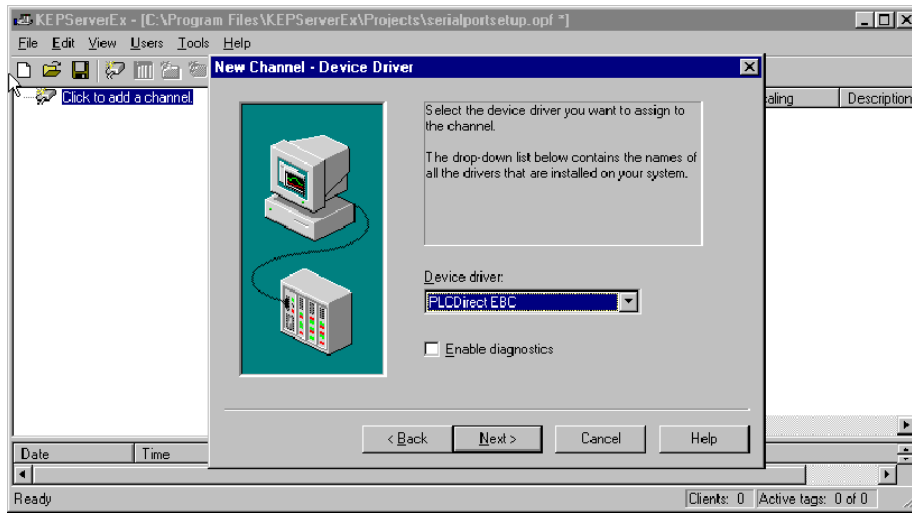 KEPServerEx - [C:\Program Files\KEPServerEx\Projects\serialportsetup.opf *]
File Edit View Users Tools Help
New Channel - Device Driver
Click to add a channel.
Description
Select the device driver you want to assign to
the channel.
The drop-down list below contains the names of
all the drivers that are installed on your system.
Device driver:
PLCDirect EBC
Enable diagnostics
< Back Next > Cancel Help
Date Time
Ready Clients: 0 Active tags: 0 of 0